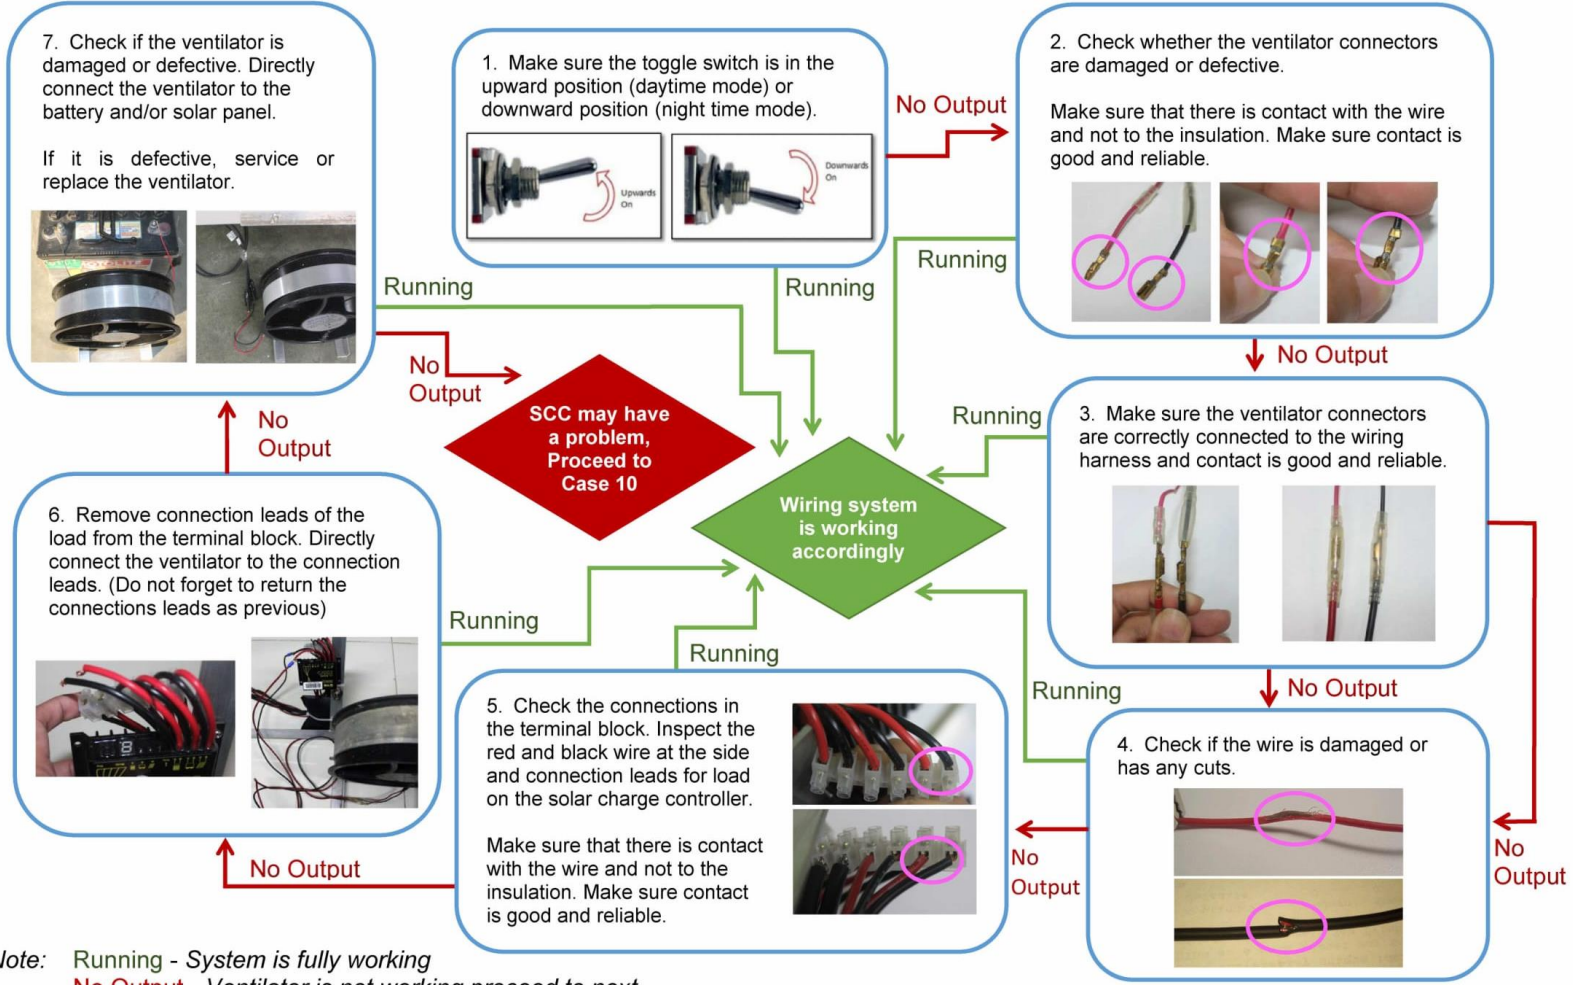 7. Check if the ventilator is
damaged or defective. Directly
connect the ventilator to the
battery and/or solar panel.
If it is defective, service or
replace the ventilator.
1. Make sure the toggle switch is in the
upward position (daytime mode) or
downward position (night time mode).
Upwards
On
Downwards
On
No Output
2. Check whether the ventilator connectors
are damaged or defective.
Make sure that there is contact with the wire
and not to the insulation. Make sure contact is
good and reliable.
Running
Running
Running
No Output
No
Output
SCC may have
a problem,
Proceed to
Case 10
Running
3. Make sure the ventilator connectors
are correctly connected to the wiring
harness and contact is good and reliable.
No
Output
Wiring system
is working
accordingly
6. Remove connection leads of the
load from the terminal block. Directly
connect the ventilator to the connection
leads. (Do not forget to return the
connections leads as previous)
8
Running
Running
No Output
Running
5. Check the connections in
the terminal block. Inspect the
red and black wire at the side
and connection leads for load
on the solar charge controller.
Make sure that there is contact
with the wire and not to the
insulation. Make sure contact
is good and reliable.
4. Check if the wire is damaged or
has any cuts.
No
Output
No
Output
No Output
Note: Running - System is fully working
No Output - Ventilator is not working proceed to next